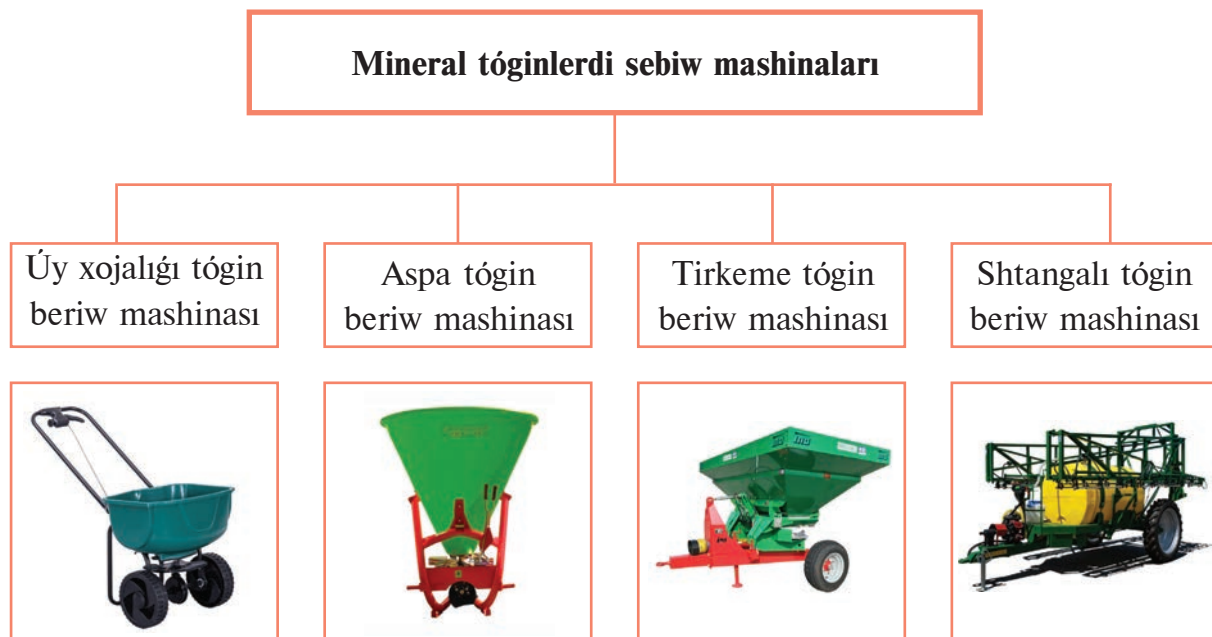 Mineral tóginlerdi sebiw mashinaları
Úy xojalıǵı tógin
beriw mashinası
Aspa tógin
beriw mashinası
Tirkeme tógin
beriw mashinası
Shtangalı tógin
beriw mashinası